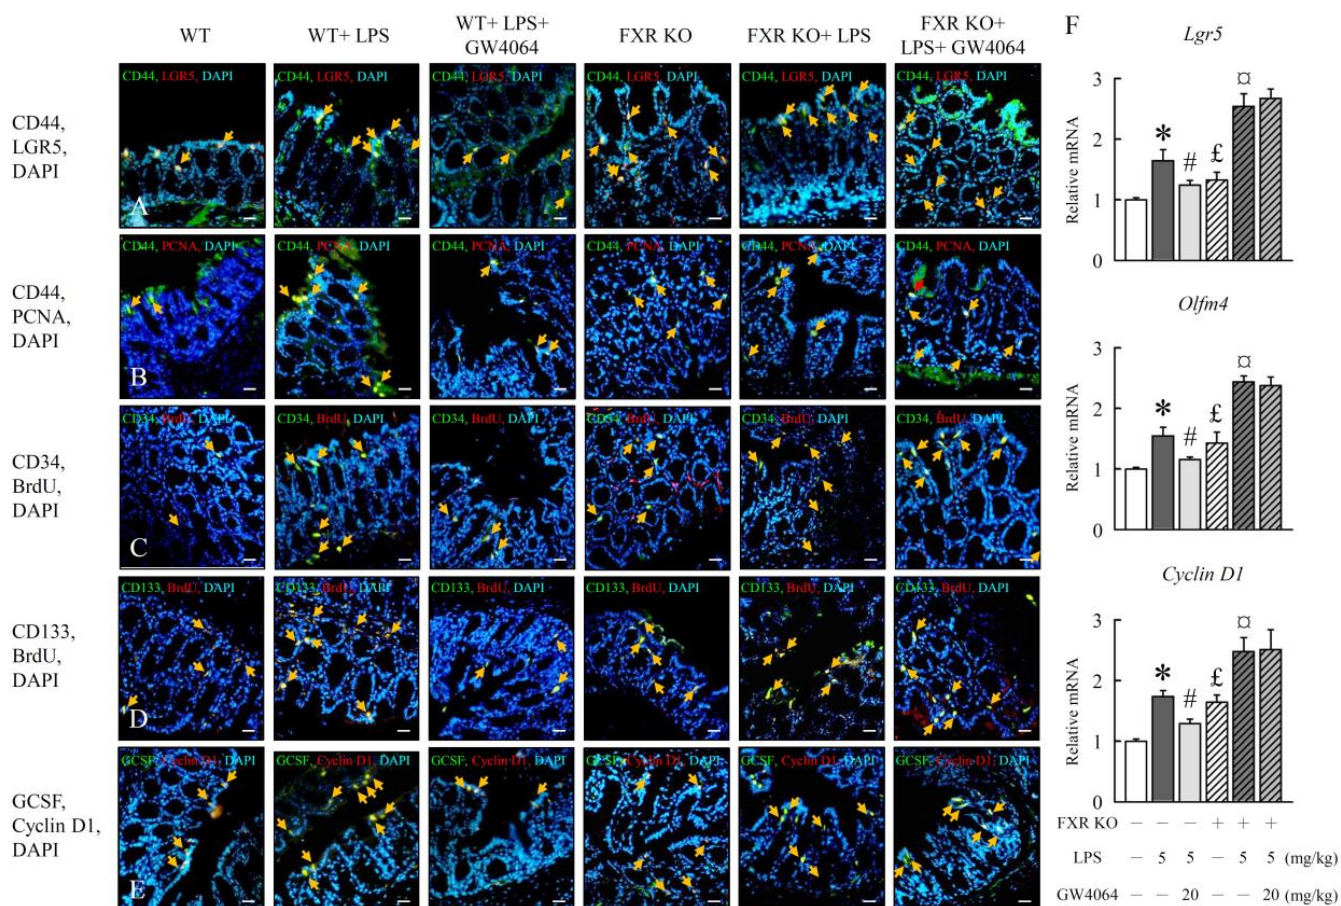 WT
WT+ LPS
WT+ LPS+
GW4064
FXR KO
FXR KO+ LPS
FXR KO+
LPS+ GW4064
CD44,
LGR5,
DAPI
CD44, LGR5, DAPI
CD44, LGR5, DAPI
CD44, LGR5, DAPI
CD44, LGR5, DAPI
CD44, LGR5, DAPI
CD44, LGR5, DAPI
A
CD44,
PCNA,
DAPI
CD44, PCNA, DAPI
CD44, PCNA, DAPI
CD44, PCNA, DAPI
CD44, PCNA, DAPI
CD44, PCNA, DAPI
CD44, PCNA, DAPI
B
CD34,
BrdU,
DAPI
CD34, BrdU, DAPI
CD34, BrdU, DAPI
CD34, BrdU, DAPI
CD34, BrdU, DAPI
CD34, BrdU, DAPI
CD34, BrdU, DAPI
C
CD133,
BrdU,
DAPI
CD133, BrdU, DAPI
CD133, BrdU, DAPI
CD133, BrdU, DAPI
CD133, BrdU, DAPI
CD133, BrdU, DAPI
CD133, BrdU, DAPI
D
GCSF,
Cyclin D1,
DAPI
GCSF, Cyclin D1, DAPI
GCSF, Cyclin D1, DAPI
GCSF, Cyclin D1, DAPI
GCSF, Cyclin D1, DAPI
GCSF, Cyclin D1, DAPI
GCSF, Cyclin D1, DAPI
E
F
Lgr5
Relative mRNA
3
2
1
0
* # £ ¤
Olfm4
Relative mRNA
3
2
1
0
* # £ ¤
Cyclin D1
Relative mRNA
3
2
1
0
* # £ ¤
FXR KO – – – + + +
LPS – 5 5 – 5 5 (mg/kg)
GW4064 – – 20 – – 20 (mg/kg)